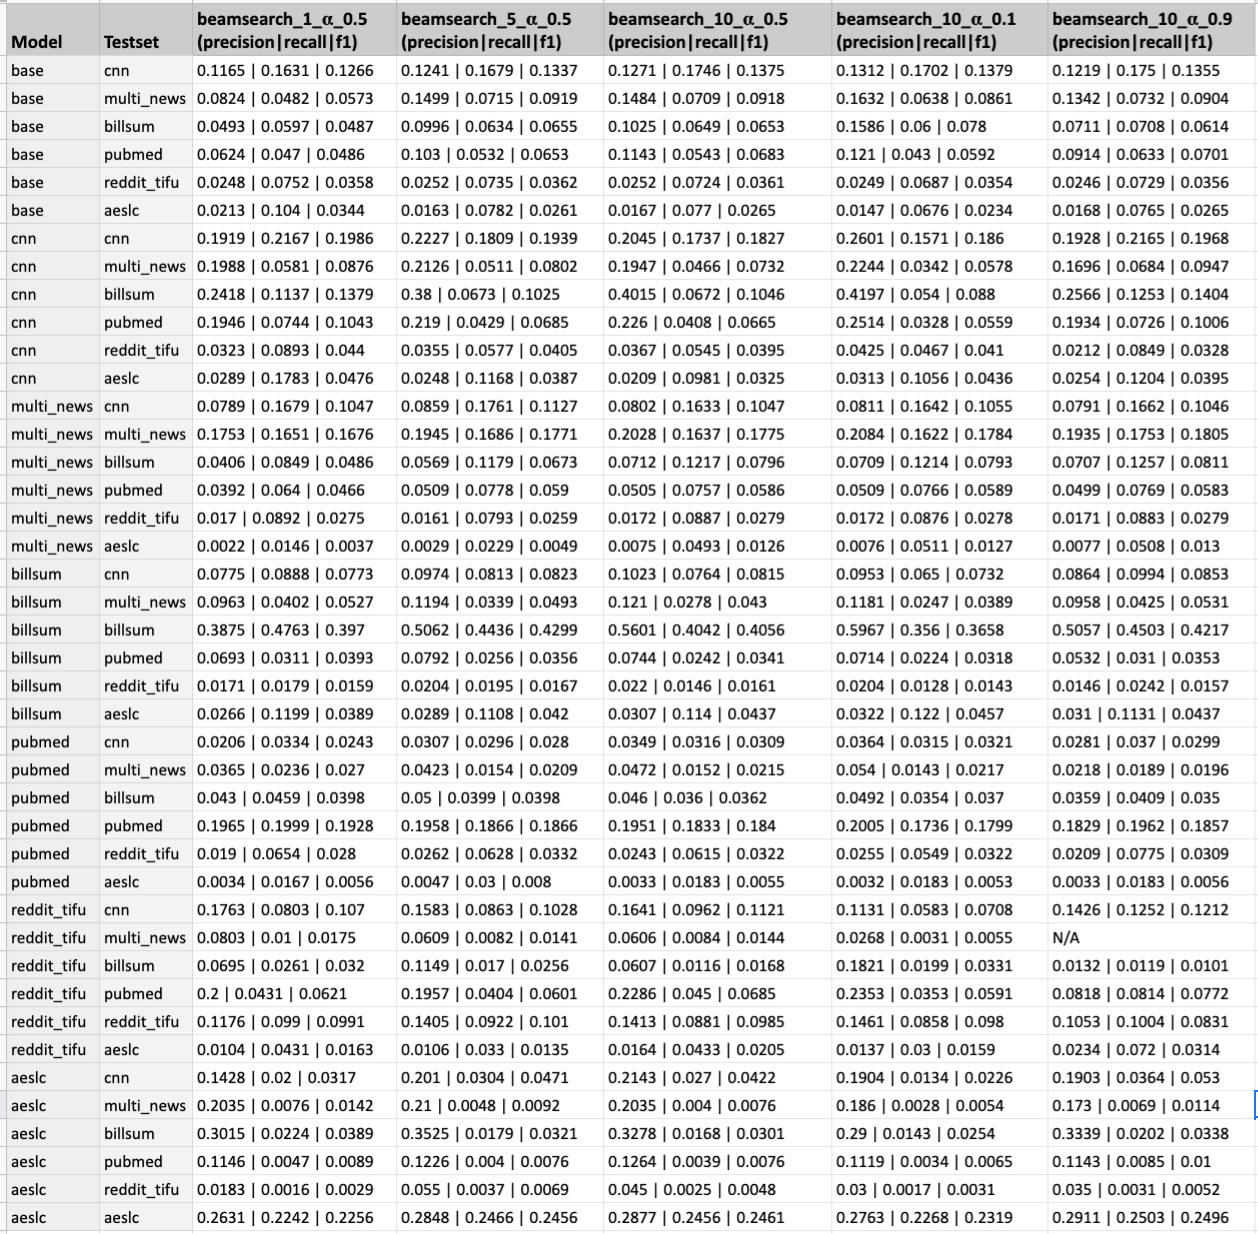 Model Testset beamsearch_1_α_0.5 (precision|recall|f1) beamsearch_5_α_0.5 (precision|recall|f1) beamsearch_10_α_0.5 (precision|recall|f1) beamsearch_10_α_0.1 (precision|recall|f1) beamsearch_10_α_0.9 (precision|recall|f1)
base cnn 0.1165 | 0.1631 | 0.1266 0.1241 | 0.1679 | 0.1337 0.1271 | 0.1746 | 0.1375 0.1312 | 0.1702 | 0.1379 0.1219 | 0.175 | 0.1355
base multi_news 0.0824 | 0.0482 | 0.0573 0.1499 | 0.0715 | 0.0919 0.1484 | 0.0709 | 0.0918 0.1632 | 0.0638 | 0.0861 0.1342 | 0.0732 | 0.0904
base billsum 0.0493 | 0.0597 | 0.0487 0.0996 | 0.0634 | 0.0655 0.1025 | 0.0649 | 0.0653 0.1586 | 0.06 | 0.078 0.0711 | 0.0708 | 0.0614
base pubmed 0.0624 | 0.047 | 0.0486 0.103 | 0.0532 | 0.0653 0.1143 | 0.0543 | 0.0683 0.121 | 0.043 | 0.0592 0.0914 | 0.0633 | 0.0701
base reddit_tifu 0.0248 | 0.0752 | 0.0358 0.0252 | 0.0735 | 0.0362 0.0252 | 0.0724 | 0.0361 0.0249 | 0.0687 | 0.0354 0.0246 | 0.0729 | 0.0356
base aeslc 0.0213 | 0.104 | 0.0344 0.0163 | 0.0782 | 0.0261 0.0167 | 0.077 | 0.0265 0.0147 | 0.0676 | 0.0234 0.0168 | 0.0765 | 0.0265
cnn cnn 0.1919 | 0.2167 | 0.1986 0.2227 | 0.1809 | 0.1939 0.2045 | 0.1737 | 0.1827 0.2601 | 0.1571 | 0.186 0.1928 | 0.2165 | 0.1968
cnn multi_news 0.1988 | 0.0581 | 0.0876 0.2126 | 0.0511 | 0.0802 0.1947 | 0.0466 | 0.0732 0.2244 | 0.0342 | 0.0578 0.1696 | 0.0684 | 0.0947
cnn billsum 0.2418 | 0.1137 | 0.1379 0.38 | 0.0673 | 0.1025 0.4015 | 0.0672 | 0.1046 0.4197 | 0.054 | 0.088 0.2566 | 0.1253 | 0.1404
cnn pubmed 0.1946 | 0.0744 | 0.1043 0.219 | 0.0429 | 0.0685 0.226 | 0.0408 | 0.0665 0.2514 | 0.0328 | 0.0559 0.1934 | 0.0726 | 0.1006
cnn reddit_tifu 0.0323 | 0.0893 | 0.044 0.0355 | 0.0577 | 0.0405 0.0367 | 0.0545 | 0.0395 0.0425 | 0.0467 | 0.041 0.0212 | 0.0849 | 0.0328
cnn aeslc 0.0289 | 0.1783 | 0.0476 0.0248 | 0.1168 | 0.0387 0.0209 | 0.0981 | 0.0325 0.0313 | 0.1056 | 0.0436 0.0254 | 0.1204 | 0.0395
multi_news cnn 0.0789 | 0.1679 | 0.1047 0.0859 | 0.1761 | 0.1127 0.0802 | 0.1633 | 0.1047 0.0811 | 0.1642 | 0.1055 0.0791 | 0.1662 | 0.1046
multi_news multi_news 0.1753 | 0.1651 | 0.1676 0.1945 | 0.1686 | 0.1771 0.2028 | 0.1637 | 0.1775 0.2084 | 0.1622 | 0.1784 0.1935 | 0.1753 | 0.1805
multi_news billsum 0.0406 | 0.0849 | 0.0486 0.0569 | 0.1179 | 0.0673 0.0712 | 0.1217 | 0.0796 0.0709 | 0.1214 | 0.0793 0.0707 | 0.1257 | 0.0811
multi_news pubmed 0.0392 | 0.064 | 0.0466 0.0509 | 0.0778 | 0.059 0.0505 | 0.0757 | 0.0586 0.0509 | 0.0766 | 0.0589 0.0499 | 0.0769 | 0.0583
multi_news reddit_tifu 0.017 | 0.0892 | 0.0275 0.0161 | 0.0793 | 0.0259 0.0172 | 0.0887 | 0.0279 0.0172 | 0.0876 | 0.0278 0.0171 | 0.0883 | 0.0279
multi_news aeslc 0.0022 | 0.0146 | 0.0037 0.0029 | 0.0229 | 0.0049 0.0075 | 0.0493 | 0.0126 0.0076 | 0.0511 | 0.0127 0.0077 | 0.0508 | 0.013
billsum cnn 0.0775 | 0.0888 | 0.0773 0.0974 | 0.0813 | 0.0823 0.1023 | 0.0764 | 0.0815 0.0953 | 0.065 | 0.0732 0.0864 | 0.0994 | 0.0853
billsum multi_news 0.0963 | 0.0402 | 0.0527 0.1194 | 0.0339 | 0.0493 0.121 | 0.0278 | 0.043 0.1181 | 0.0247 | 0.0389 0.0958 | 0.0425 | 0.0531
billsum billsum 0.3875 | 0.4763 | 0.397 0.5062 | 0.4436 | 0.4299 0.5601 | 0.4042 | 0.4056 0.5967 | 0.356 | 0.3658 0.5057 | 0.4503 | 0.4217
billsum pubmed 0.0693 | 0.0311 | 0.0393 0.0792 | 0.0256 | 0.0356 0.0744 | 0.0242 | 0.0341 0.0714 | 0.0224 | 0.0318 0.0532 | 0.031 | 0.0353
billsum reddit_tifu 0.0171 | 0.0179 | 0.0159 0.0204 | 0.0195 | 0.0167 0.022 | 0.0146 | 0.0161 0.0204 | 0.0128 | 0.0143 0.0146 | 0.0242 | 0.0157
billsum aeslc 0.0266 | 0.1199 | 0.0389 0.0289 | 0.1108 | 0.042 0.0307 | 0.114 | 0.0437 0.0322 | 0.122 | 0.0457 0.031 | 0.1131 | 0.0437
pubmed cnn 0.0206 | 0.0334 | 0.0243 0.0307 | 0.0296 | 0.028 0.0349 | 0.0316 | 0.0309 0.0364 | 0.0315 | 0.0321 0.0281 | 0.037 | 0.0299
pubmed multi_news 0.0365 | 0.0236 | 0.027 0.0423 | 0.0154 | 0.0209 0.0472 | 0.0152 | 0.0215 0.054 | 0.0143 | 0.0217 0.0218 | 0.0189 | 0.0196
pubmed billsum 0.043 | 0.0459 | 0.0398 0.05 | 0.0399 | 0.0398 0.046 | 0.036 | 0.0362 0.0492 | 0.0354 | 0.037 0.0359 | 0.0409 | 0.035
pubmed pubmed 0.1965 | 0.1999 | 0.1928 0.1958 | 0.1866 | 0.1866 0.1951 | 0.1833 | 0.184 0.2005 | 0.1736 | 0.1799 0.1829 | 0.1962 | 0.1857
pubmed reddit_tifu 0.019 | 0.0654 | 0.028 0.0262 | 0.0628 | 0.0332 0.0243 | 0.0615 | 0.0322 0.0255 | 0.0549 | 0.0322 0.0209 | 0.0775 | 0.0309
pubmed aeslc 0.0034 | 0.0167 | 0.0056 0.0047 | 0.03 | 0.008 0.0033 | 0.0183 | 0.0055 0.0032 | 0.0183 | 0.0053 0.0033 | 0.0183 | 0.0056
reddit_tifu cnn 0.1763 | 0.0803 | 0.107 0.1583 | 0.0863 | 0.1028 0.1641 | 0.0962 | 0.1121 0.1131 | 0.0583 | 0.0708 0.1426 | 0.1252 | 0.1212
reddit_tifu multi_news 0.0803 | 0.01 | 0.0175 0.0609 | 0.0082 | 0.0141 0.0606 | 0.0084 | 0.0144 0.0268 | 0.0031 | 0.0055 N/A
reddit_tifu billsum 0.0695 | 0.0261 | 0.032 0.1149 | 0.017 | 0.0256 0.0607 | 0.0116 | 0.0168 0.1821 | 0.0199 | 0.0331 0.0132 | 0.0119 | 0.0101
reddit_tifu pubmed 0.2 | 0.0431 | 0.0621 0.1957 | 0.0404 | 0.0601 0.2286 | 0.045 | 0.0685 0.2353 | 0.0353 | 0.0591 0.0818 | 0.0814 | 0.0772
reddit_tifu reddit_tifu 0.1176 | 0.099 | 0.0991 0.1405 | 0.0922 | 0.101 0.1413 | 0.0881 | 0.0985 0.1461 | 0.0858 | 0.098 0.1053 | 0.1004 | 0.0831
reddit_tifu aeslc 0.0104 | 0.0431 | 0.0163 0.0106 | 0.033 | 0.0135 0.0164 | 0.0433 | 0.0205 0.0137 | 0.03 | 0.0159 0.0234 | 0.072 | 0.0314
aeslc cnn 0.1428 | 0.02 | 0.0317 0.201 | 0.0304 | 0.0471 0.2143 | 0.027 | 0.0422 0.1904 | 0.0134 | 0.0226 0.1903 | 0.0364 | 0.053
aeslc multi_news 0.2035 | 0.0076 | 0.0142 0.21 | 0.0048 | 0.0092 0.2035 | 0.004 | 0.0076 0.186 | 0.0028 | 0.0054 0.173 | 0.0069 | 0.0114
aeslc billsum 0.3015 | 0.0224 | 0.0389 0.3525 | 0.0179 | 0.0321 0.3278 | 0.0168 | 0.0301 0.29 | 0.0143 | 0.0254 0.3339 | 0.0202 | 0.0338
aeslc pubmed 0.1146 | 0.0047 | 0.0089 0.1226 | 0.004 | 0.0076 0.1264 | 0.0039 | 0.0076 0.1119 | 0.0034 | 0.0065 0.1143 | 0.0085 | 0.01
aeslc reddit_tifu 0.0183 | 0.0016 | 0.0029 0.055 | 0.0037 | 0.0069 0.045 | 0.0025 | 0.0048 0.03 | 0.0017 | 0.0031 0.035 | 0.0031 | 0.0052
aeslc aeslc 0.2631 | 0.2242 | 0.2256 0.2848 | 0.2466 | 0.2456 0.2877 | 0.2456 | 0.2461 0.2763 | 0.2268 | 0.2319 0.2911 | 0.2503 | 0.2496